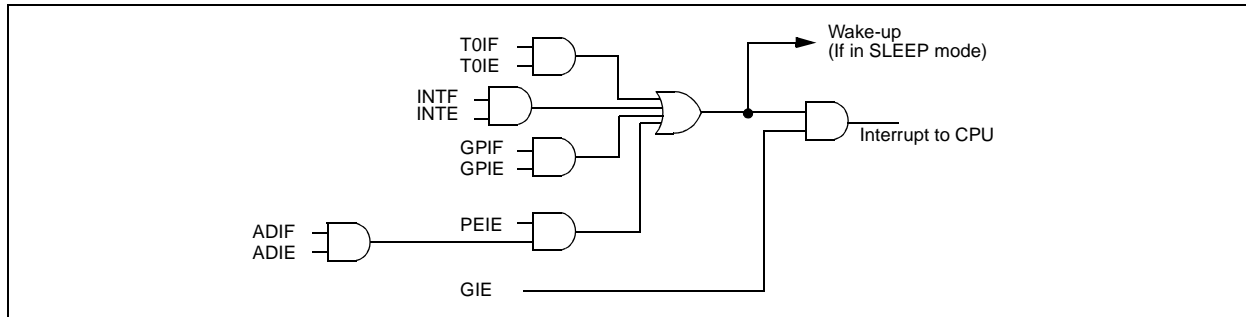 T0IF
T0IE
Wake-up
(If in SLEEP mode)
INTF
INTE
Interrupt to CPU
GPIF
GPIE
PEIE
ADIF
ADIE
GIE